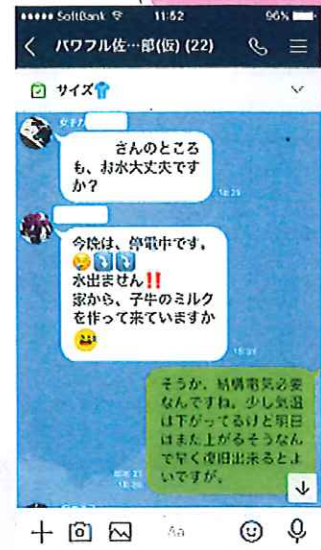 SoftBank 11:52 96%
パワフル佐…部(仮) (22)
サイズ
さんのところ
も、お水大丈夫です
か?
今晩は、停電中です。
水出ません‼
家から、子牛のミルク
を作って来ていますか
そうか、結構電気必要
なんですね。少し気温
は下がってるけど明日
はまた上がるそうなん
で早く復旧出来るとよ
いですが。
Aa